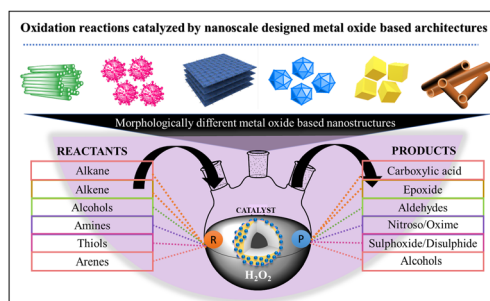 Oxidation reactions catalyzed by nanoscale designed metal oxide based architectures
Morphologically different metal oxide based nanostructures
REACTANTS
Alkane
Alkene
Alcohols
Amines
Thiols
Arenes
CATALYST
R
P
H₂O₂
PRODUCTS
Carboxylic acid
Epoxide
Aldehydes
Nitroso/Oxime
Sulphoxide/Disulphide
Alcohols